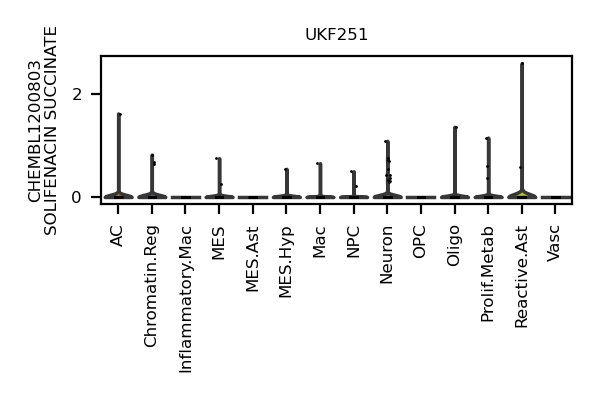 UKF251
CHEMBL1200803
SOLIFENACIN SUCCINATE
2
0
AC
Chromatin.Reg
Inflammatory.Mac
MES
MES.Ast
MES.Hyp
Mac
NPC
Neuron
OPC
Oligo
Prolif.Metab
Reactive.Ast
Vasc